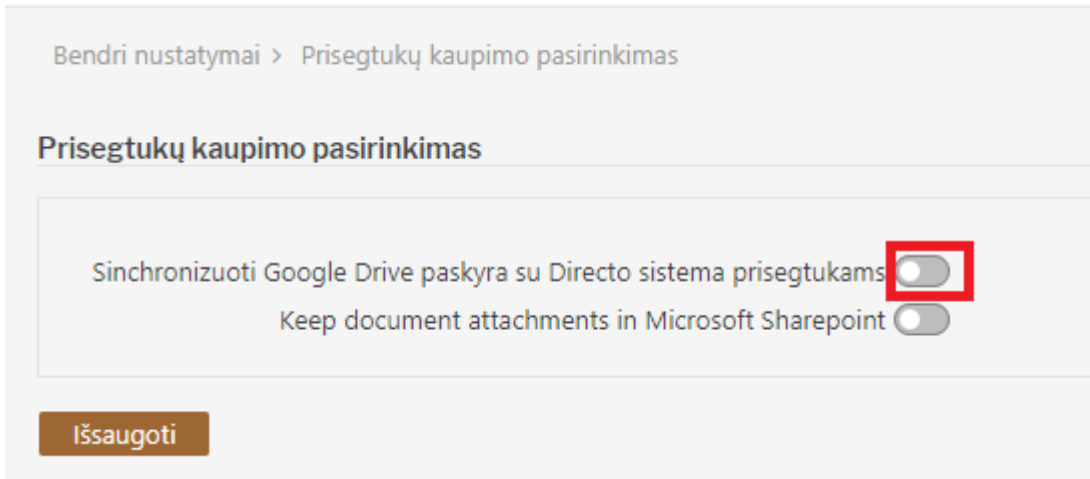 Bendri nustatymai > Prisegtukų kaupimo pasirinkimas
Prisegtukų kaupimo pasirinkimas
Sinchronizuoti Google Drive paskyra su Directo sistema prisegtukams
Keep document attachments in Microsoft Sharepoint
Išsaugoti